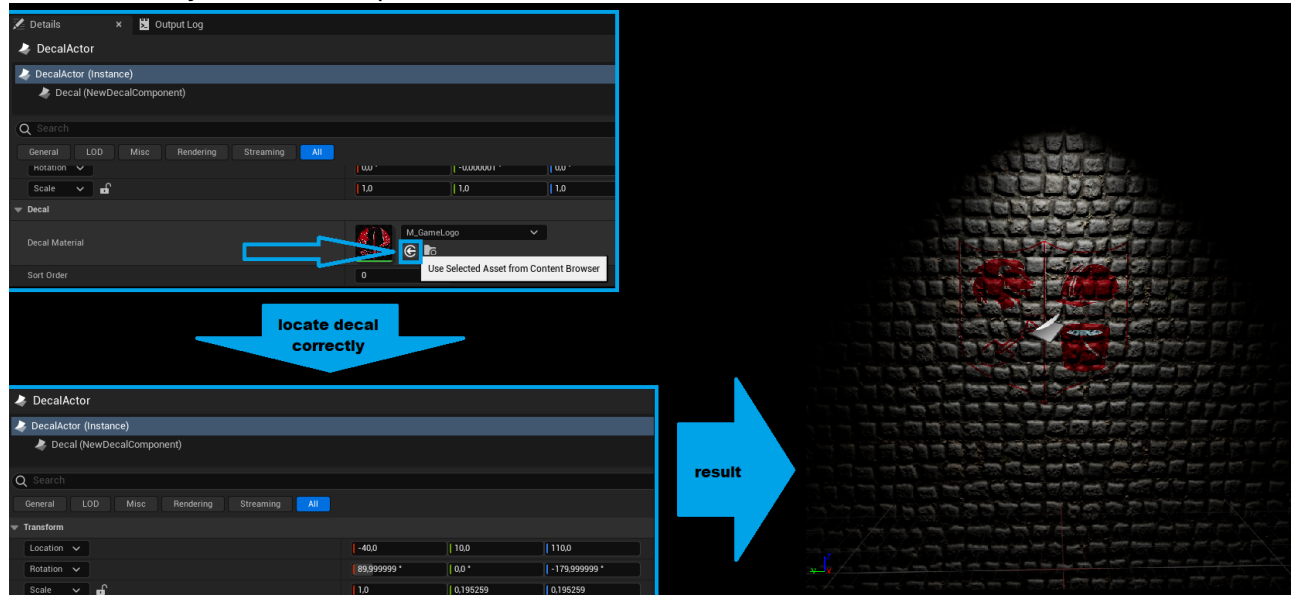 Details × Output Log
DecalActor
DecalActor (Instance)
Decal (NewDecalComponent)
Search
General LOD Misc Rendering Streaming All
Rotation 0,0 ° -0,000001 ° 0,0 °
Scale 1,0 1,0 1,0
Decal
Decal Material M_GameLogo
Use Selected Asset from Content Browser
Sort Order 0
locate decal
correctly
DecalActor
DecalActor (Instance)
Decal (NewDecalComponent)
Search
General LOD Misc Rendering Streaming All
Transform
Location -40,0 10,0 110,0
Rotation 89,999999 ° 0,0 ° -179,999999 °
Scale 1,0 0,195259 0,195259
result